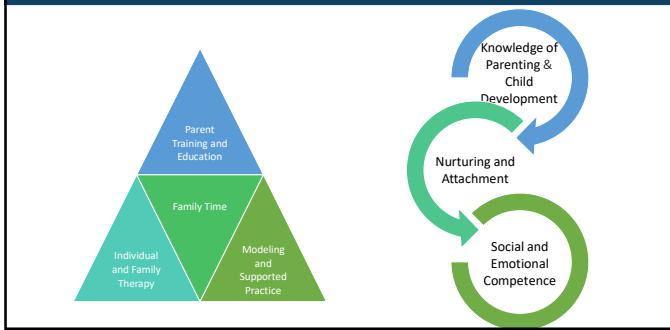 Parent
Training and
Education
Family Time
Individual
and Family
Therapy
Modeling
and
Supported
Practice
Knowledge of
Parenting &
Child
Development
Nurturing and
Attachment
Social and
Emotional
Competence